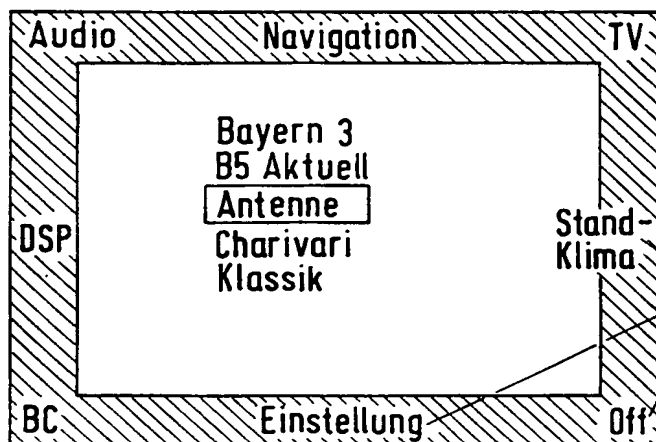 Audio Navigation TV
Bayern 3
B5 Aktuell
Antenne
DSP
Charivari
Klassik
Stand-
Klima
BC Einstellung Off